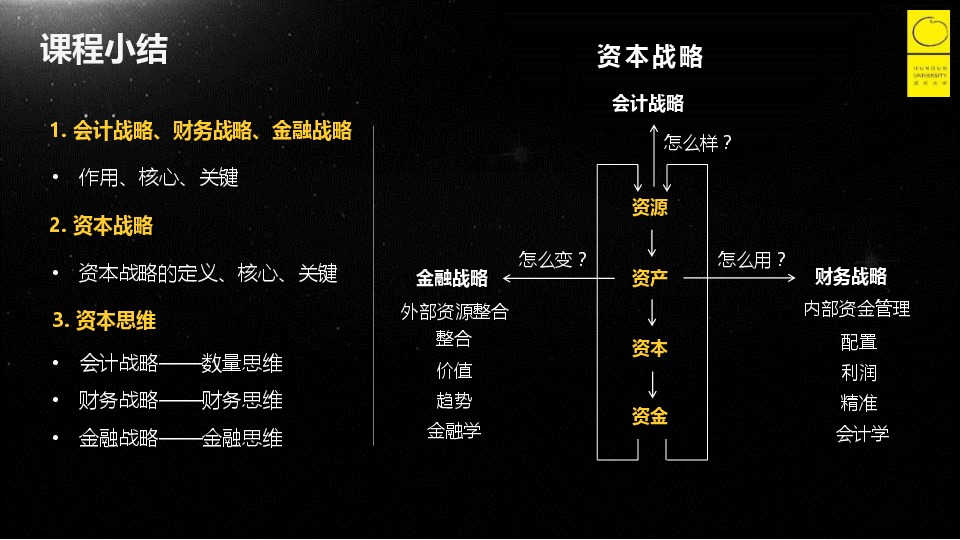 课程小结
1. 会计战略、财务战略、金融战略
• 作用、核心、关键
2. 资本战略
• 资本战略的定义、核心、关键
3. 资本思维
• 会计战略——数量思维
• 财务战略——财务思维
• 金融战略——金融思维
资本战略
会计战略
怎么样？
资源
怎么变？
怎么用？
金融战略
资产
财务战略
外部资源整合
整合
价值
趋势
金融学
资本
资金
内部资金管理
配置
利润
精准
会计学
HUNDUN
UNIVERSITY
混沌大学